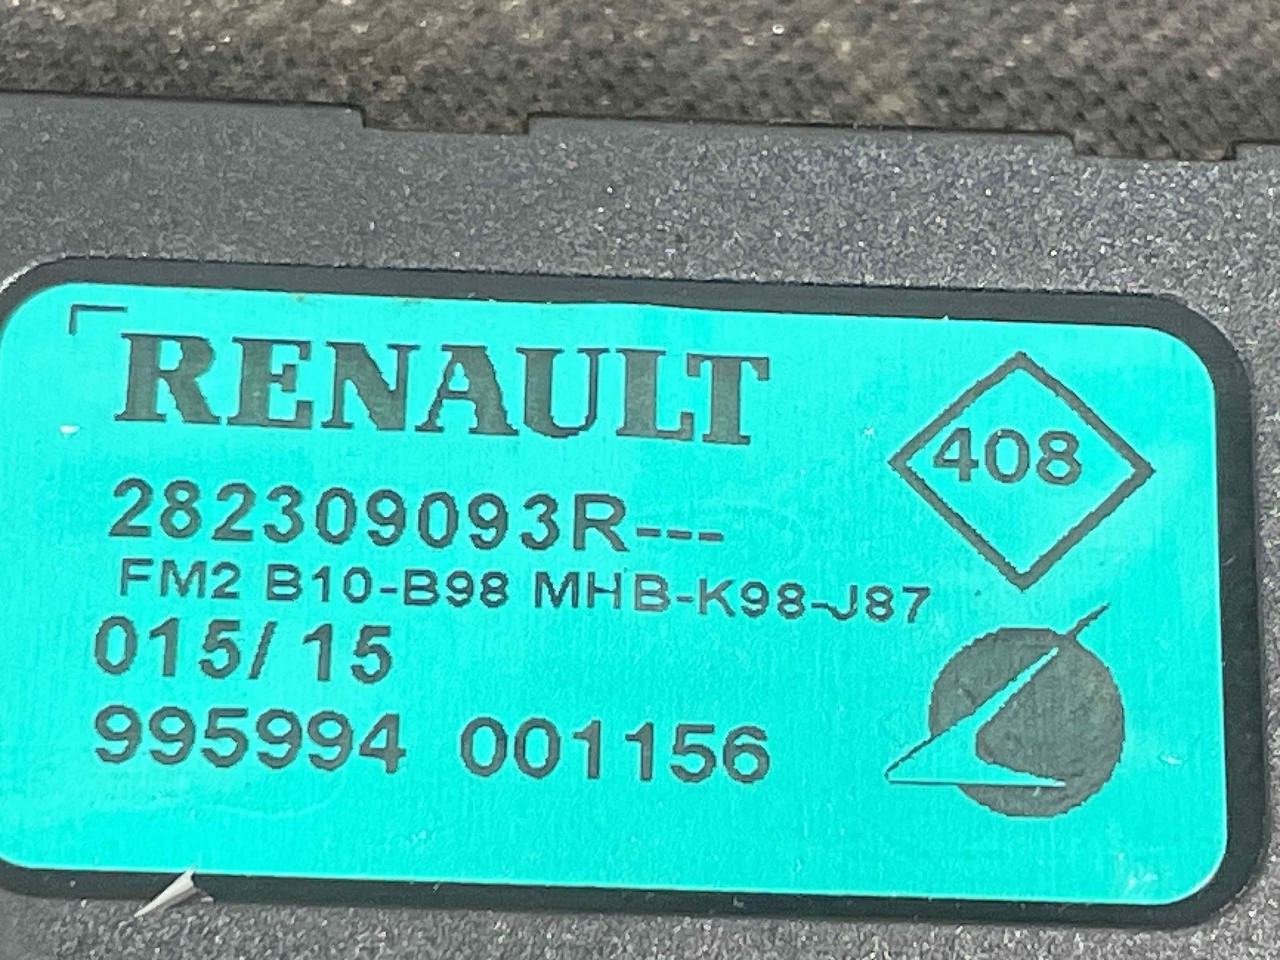 RENAULT
408
282309093R---
FM2 B10-B98 MHB-K98-J87
015/ 15
995994 001156